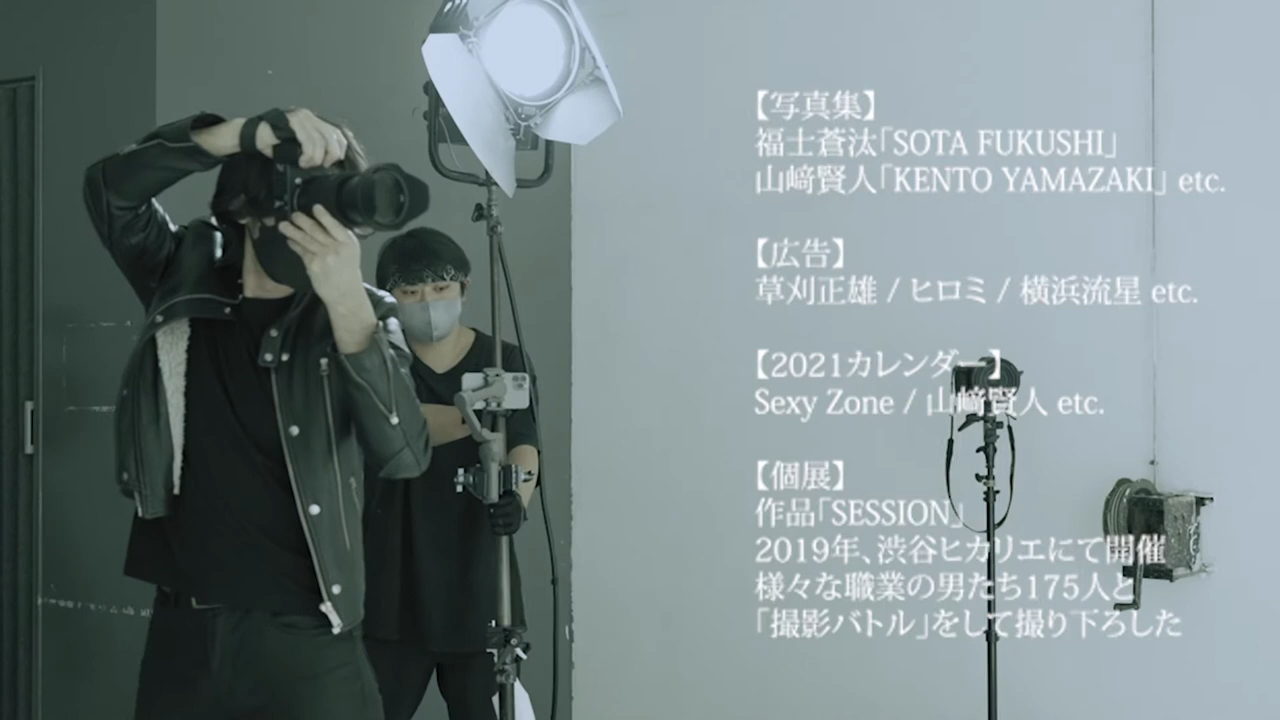 【写真集】
福士蒼汰「SOTA FUKUSHI」
山﨑賢人「KENTO YAMAZAKI」 etc.
【広告】
草刈正雄 / ヒロミ / 横浜流星 etc.
【2021カレンダー】
Sexy Zone / 山﨑賢人 etc.
【個展】
作品「SESSION」
2019年、渋谷ヒカリエにて開催
様々な職業の男たち175人と
「撮影バトル」をして撮り下ろした